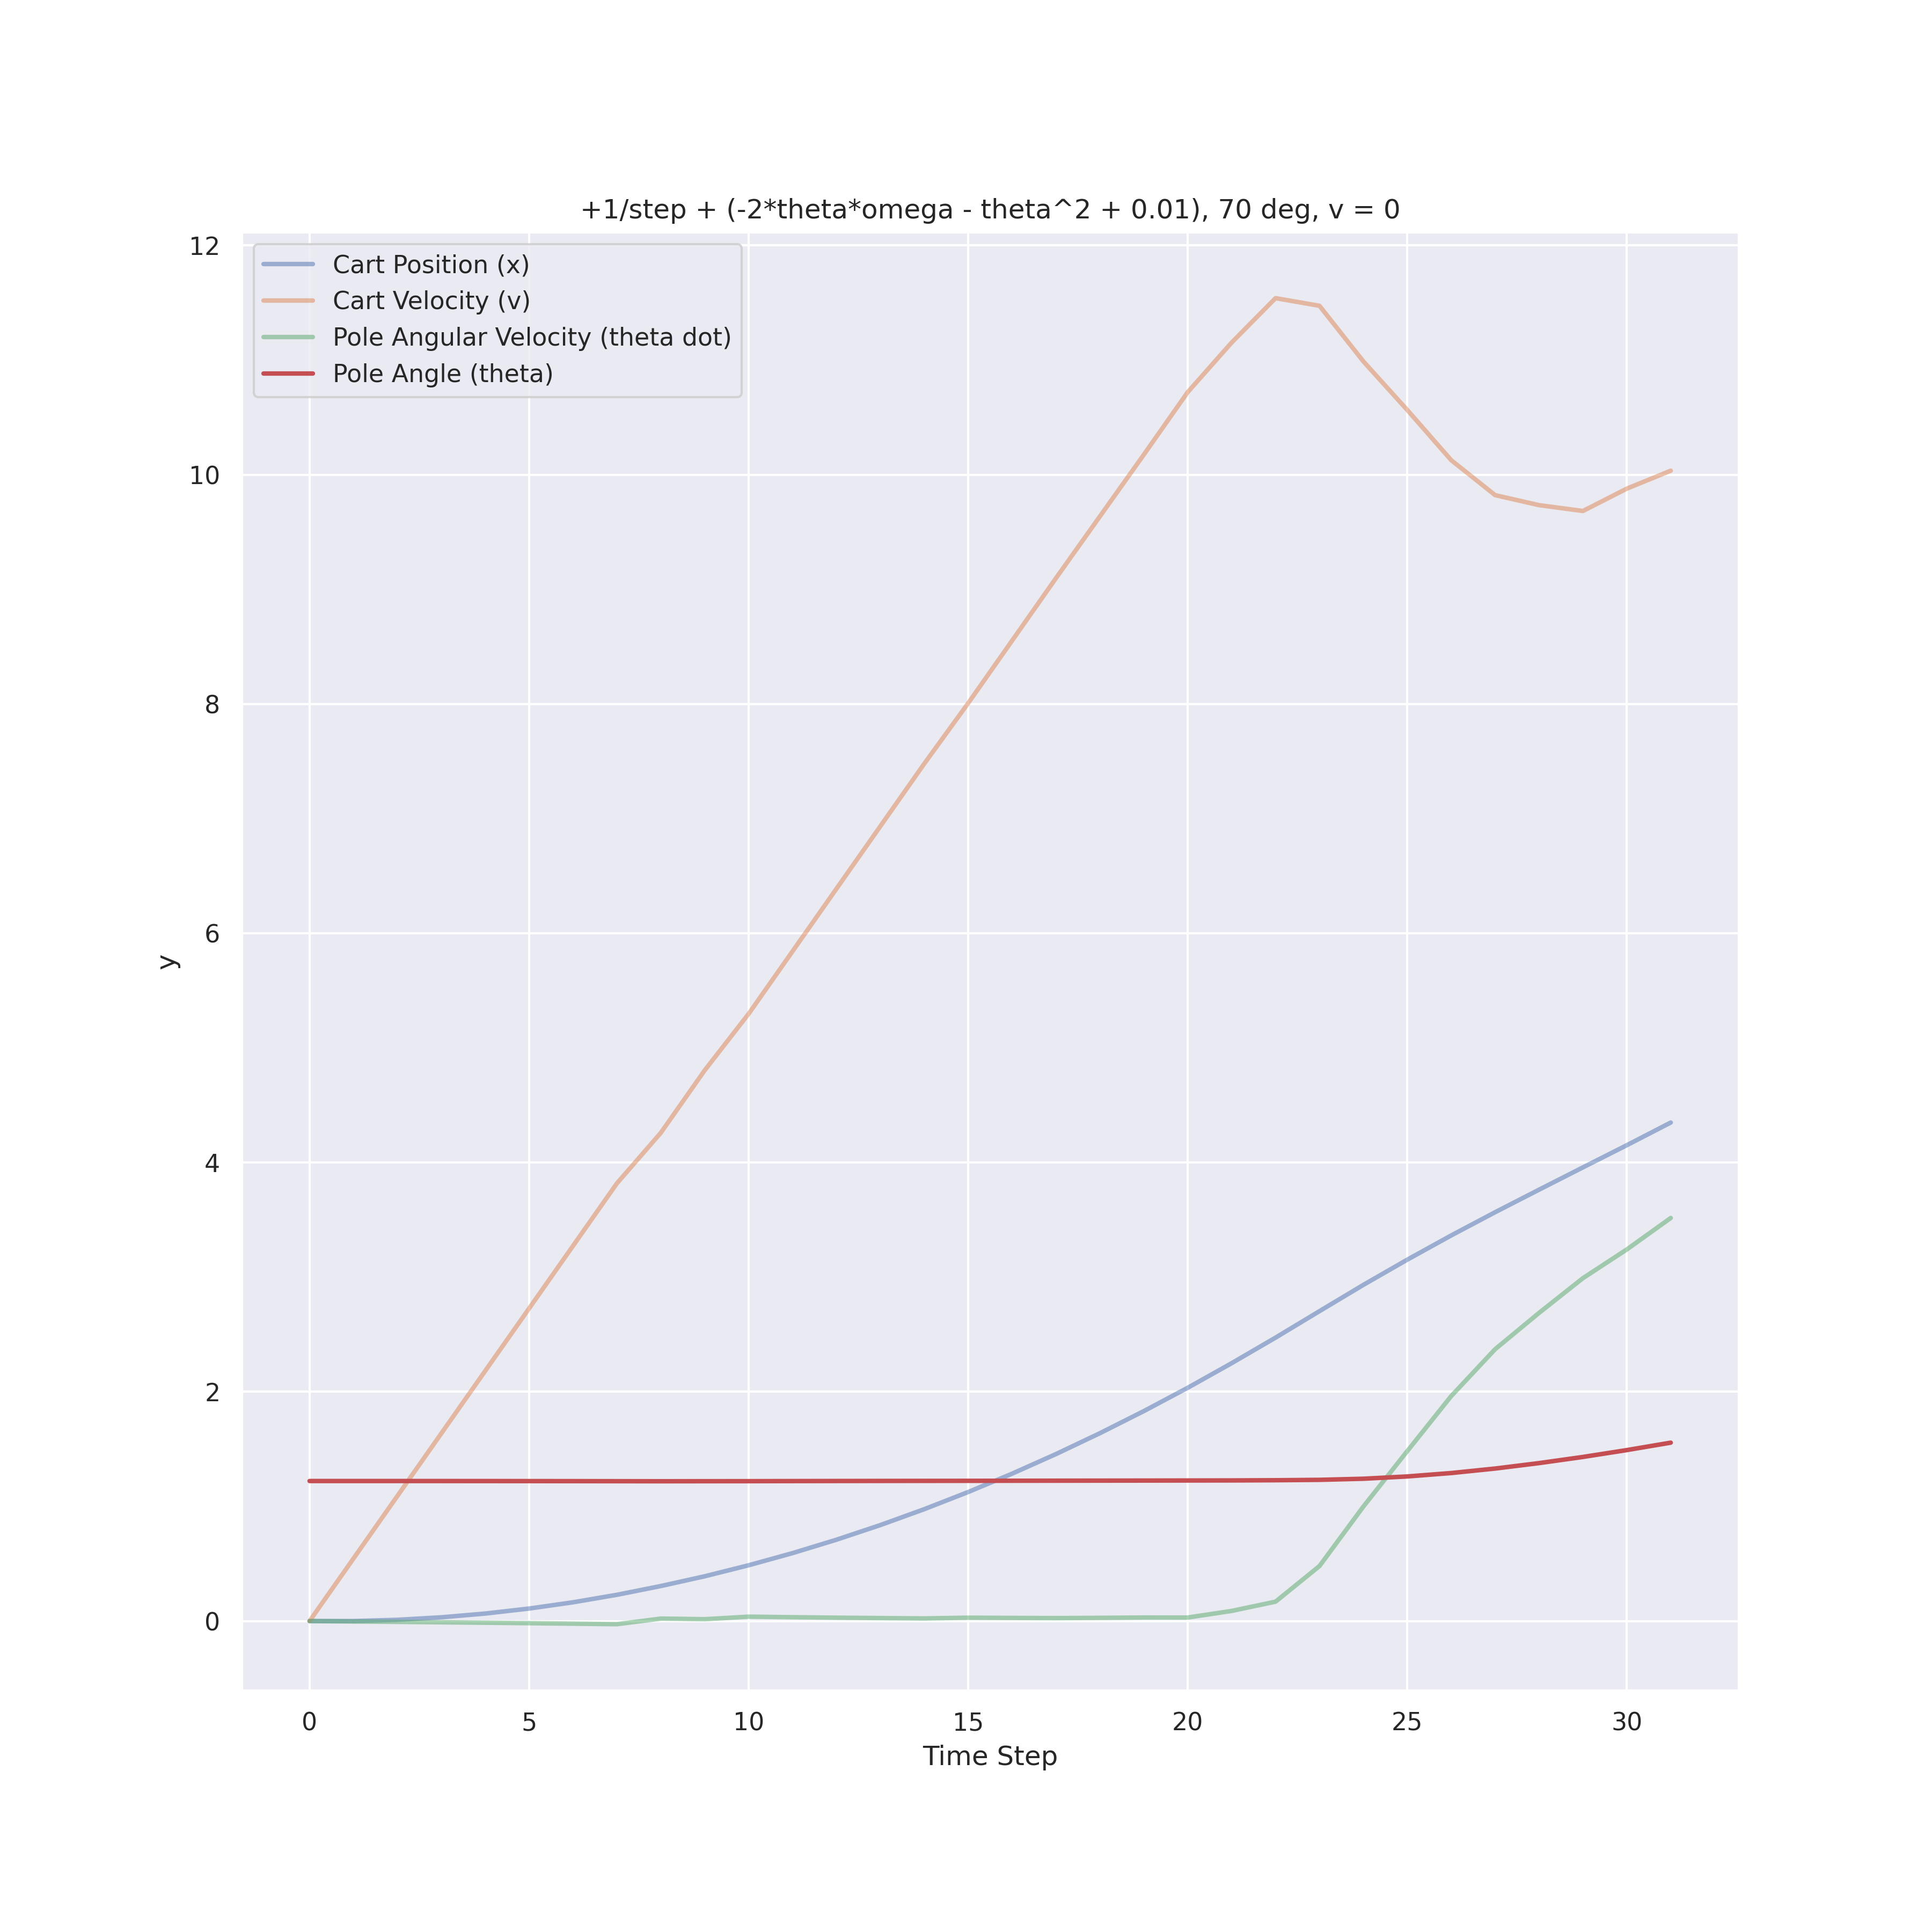 +1/step + (-2*theta*omega - theta^2 + 0.01), 70 deg, v = 0
12
10
8
6
4
2
0
y
Cart Position (x)
Cart Velocity (v)
Pole Angular Velocity (theta dot)
Pole Angle (theta)
0 5 10 15 20 25 30
Time Step